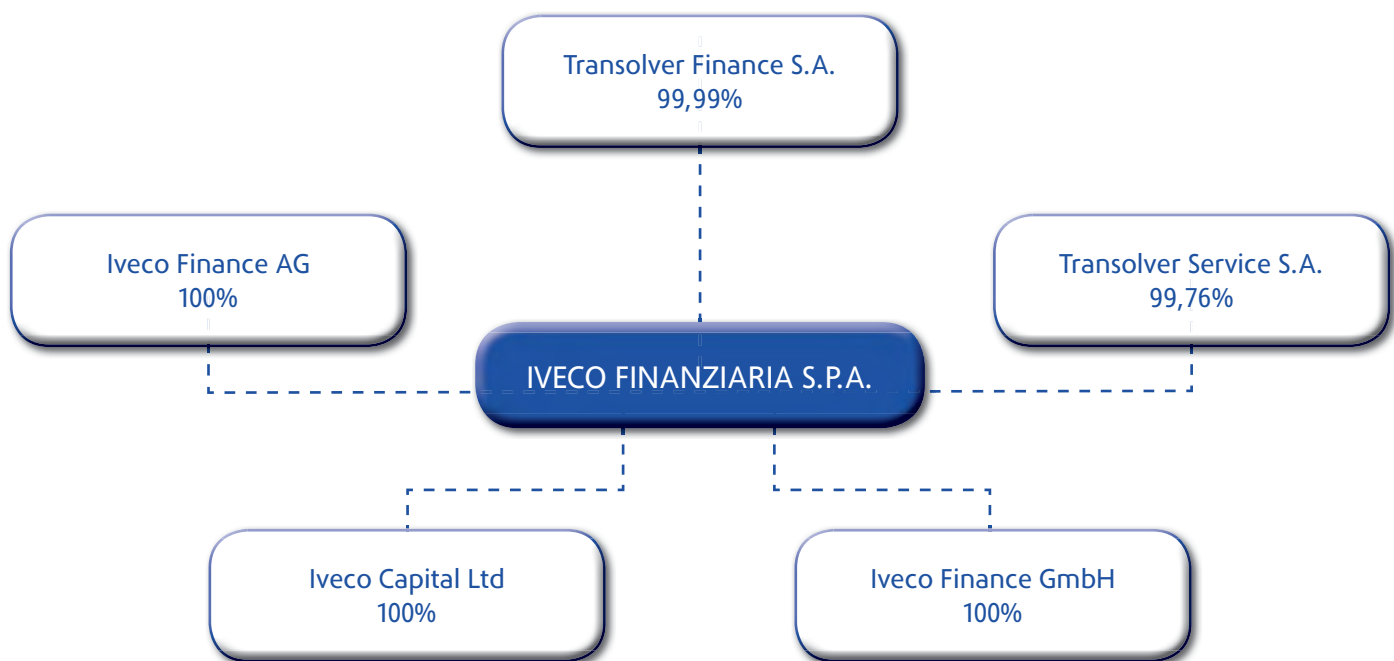 Transolver Finance S.A.
99,99%
Iveco Finance AG
100%
Transolver Service S.A.
99,76%
IVECO FINANZIARIA S.P.A.
Iveco Capital Ltd
100%
Iveco Finance GmbH
100%